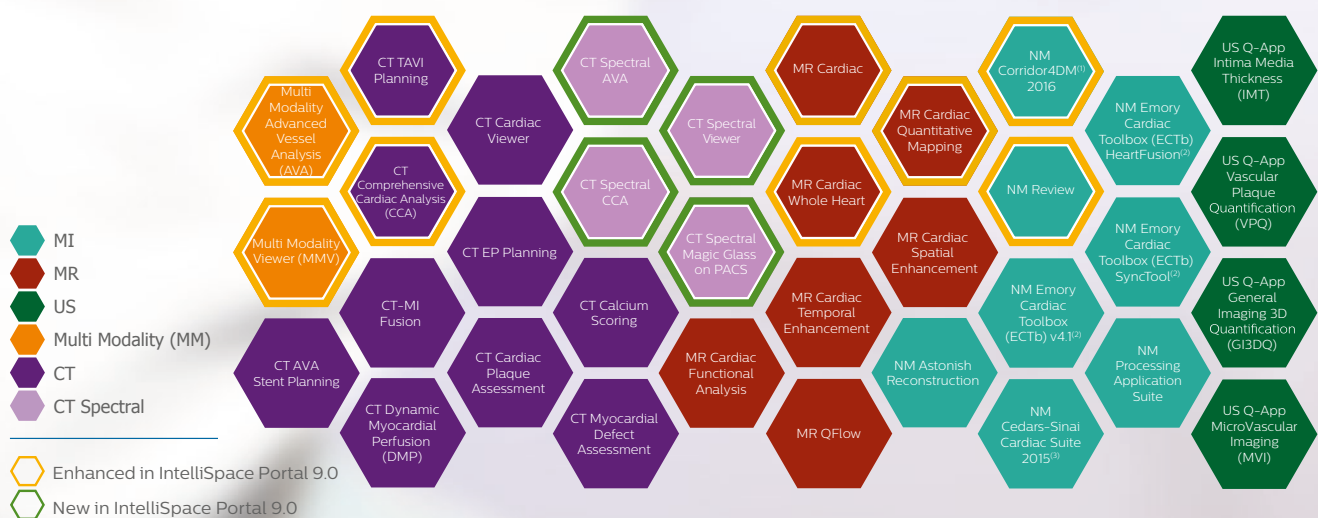 CT TAVI
Planning
Multi
Modality
Advanced
Vessel
Analysis
(AVA)
CT
Comprehensive
Cardiac Analysis
(CCA)
Multi Modality
Viewer (MMV)
CT-MI
Fusion
CT AVA
Stent Planning
CT Dynamic
Myocardial
Perfusion
(DMP)
CT Cardiac
Viewer
CT EP Planning
CT Cardiac
Plaque
Assessment
CT Spectral
AVA
CT Spectral
CCA
CT Calcium
Scoring
CT Myocardial
Defect
Assessment
CT Spectral
Viewer
CT Spectral
Magic Glass
on PACS
MR Cardiac
Functional
Analysis
MR Cardiac
MR Cardiac
Whole Heart
MR Cardiac
Temporal
Enhancement
MR QFlow
MR Cardiac
Quantitative
Mapping
MR Cardiac
Spatial
Enhancement
NM Astonish
Reconstruction
NM
Corridor4DM(1)
2016
NM Review
NM Emory
Cardiac
Toolbox
(ECTb) v4.1(2)
NM
Cedars-Sinai
Cardiac Suite
2015(3)
NM Emory
Cardiac
Toolbox (ECTb)
HeartFusion(2)
NM Emory
Cardiac
Toolbox (ECTb)
SyncTool(2)
NM
Processing
Application
Suite
US Q-App
Intima Media
Thickness
(IMT)
US Q-App
Vascular
Plaque
Quantification
(VPQ)
US Q-App
General
Imaging 3D
Quantification
(GI3DQ)
US Q-App
MicroVascular
Imaging
(MVI)
MI
MR
US
Multi Modality (MM)
CT
CT Spectral
Enhanced in IntelliSpace Portal 9.0
New in IntelliSpace Portal 9.0